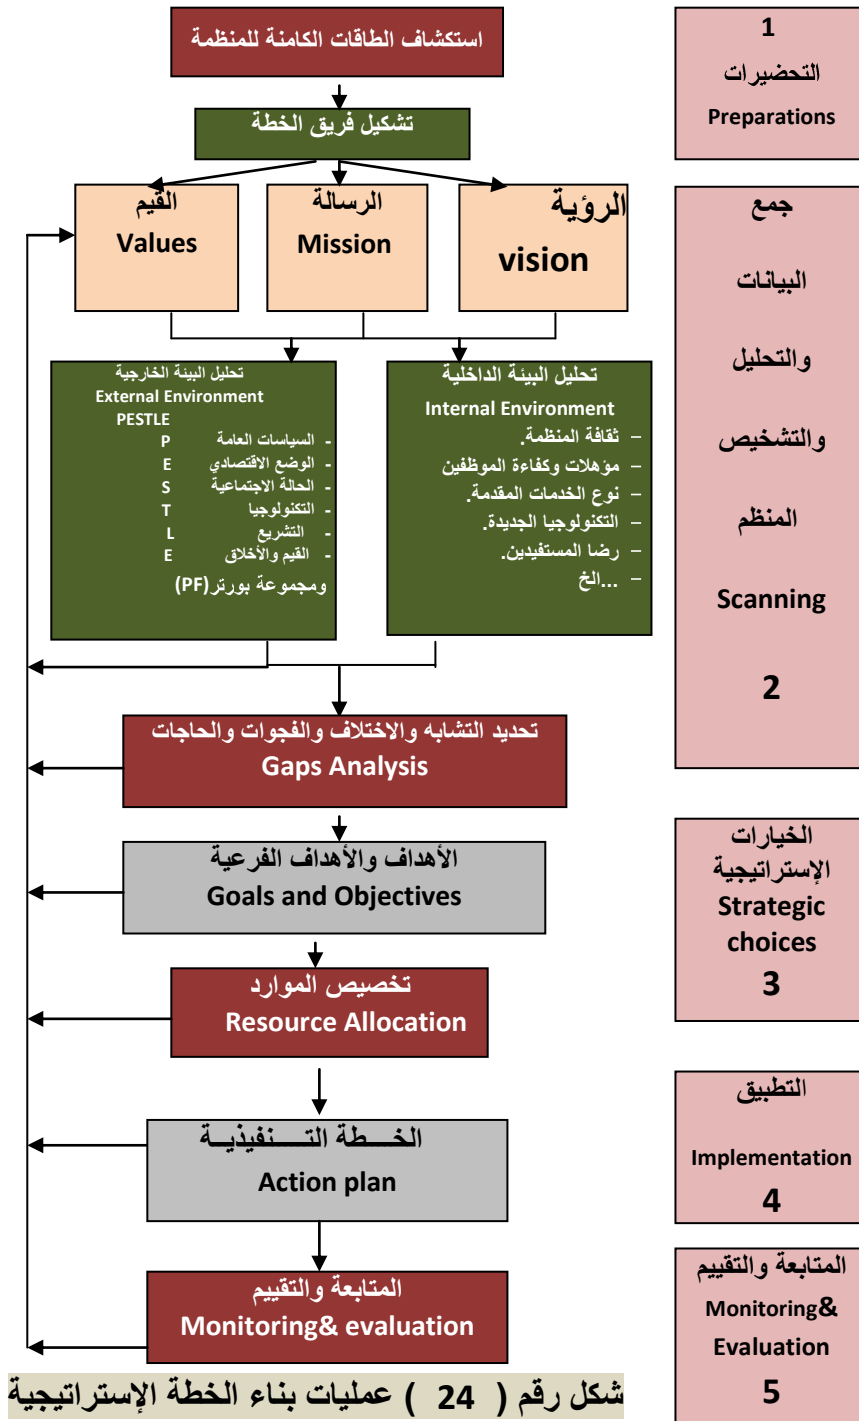 استكشاف الطاقات الكامنة للمنظمة
تشكيل فريق الخطة
الرؤية
vision
الرسالة
Mission
القيم
Values
تحليل البيئة الداخلية
Internal Environment
– ثقافة المنظمة.
– مؤهلات وكفاءة الموظفين
– نوع الخدمات المقدمة.
– التكنولوجيا الجديدة.
– رضا المستفيدين.
– ...الخ
تحليل البيئة الخارجية
External Environment
PESTLE
- السياسات العامة P
- الوضع الاقتصادي E
- الحالة الاجتماعية S
- التكنولوجيا T
- التشريع L
- القيم والأخلاق E
ومجموعة بورتر(PF)
تحديد التشابه والاختلاف والفجوات والحاجات
Gaps Analysis
الأهداف والأهداف الفرعية
Goals and Objectives
تخصيص الموارد
Resource Allocation
الخـــطة التـــنفيذيـــة
Action plan
المتابعة والتقييم
Monitoring& evaluation
1
التحضيرات
Preparations
جمع
البيانات
والتحليل
والتشخيص
المنظم
Scanning
2
الخيارات
الإستراتيجية
Strategic
choices
3
التطبيق
Implementation
4
المتابعة والتقييم
Monitoring&
Evaluation
5
شكل رقم ( 24 ) عمليات بناء الخطة الإستراتيجية